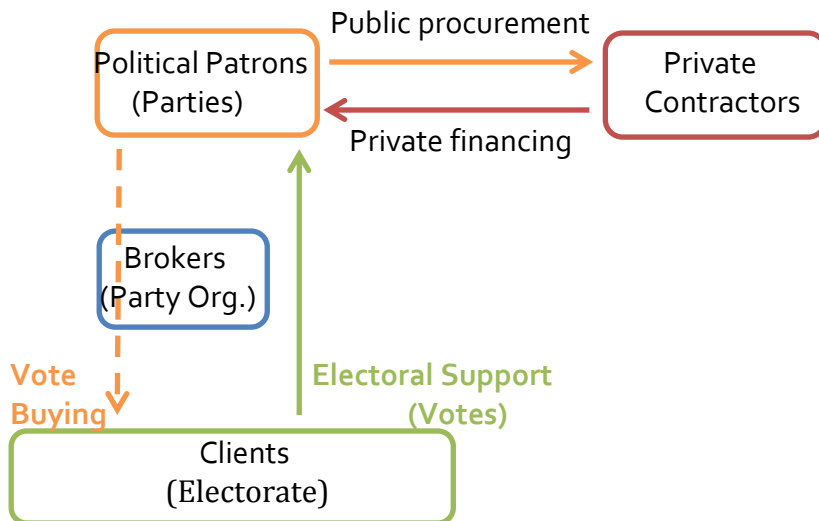 Public procurement
Political Patrons
(Parties)
Private
Contractors
Private financing
Brokers
(Party Org.)
Vote
Buying
Electoral Support
(Votes)
Clients
(Electorate)